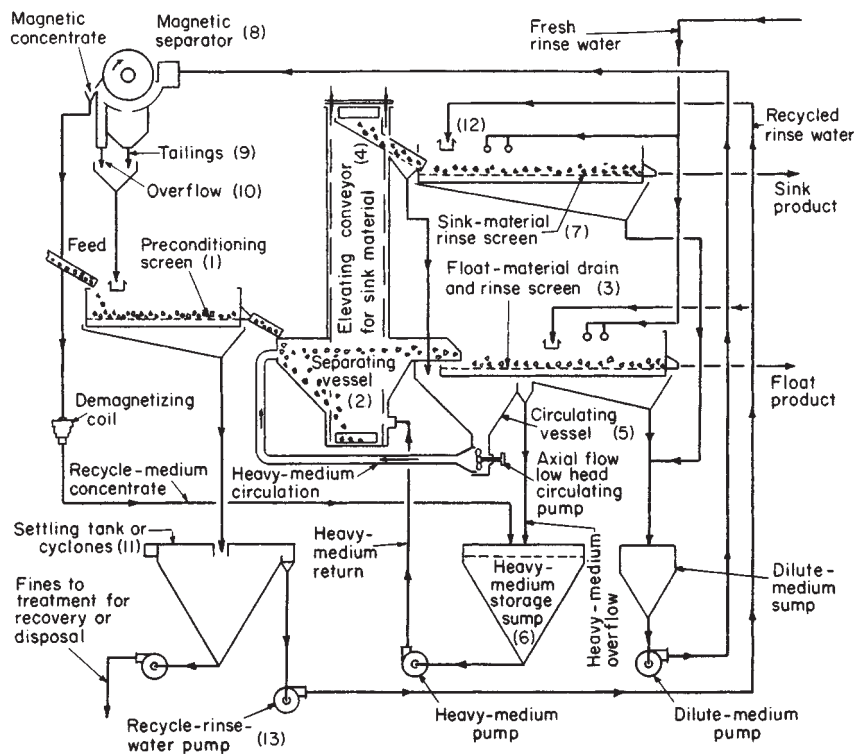 Magnetic
concentrate
Magnetic
separator (8)
Fresh
rinse water
Recycled
rinse water
(12)
Tailings (9)
Overflow (10)
(4)
Elevating conveyor
for sink material
Sink
product
Sink-material
rinse screen
(7)
Feed
Preconditioning
screen (1)
Float-material drain
and rinse screen (3)
Separating
vessel
(2)
Float
product
Demagnetizing
coil
Circulating
vessel (5)
Recycle-medium
concentrate
Heavy-medium
circulation
Axial flow
low head
circulating
pump
Settling tank or
cyclones (11)
Heavy-
medium
return
Heavy-
medium
storage
sump
(6)
Heavy-medium
overflow
Dilute-
medium
sump
Fines to
treatment for
recovery or
disposal
Recycle-rinse-
water pump (13)
Heavy-medium
pump
Dilute-medium
pump